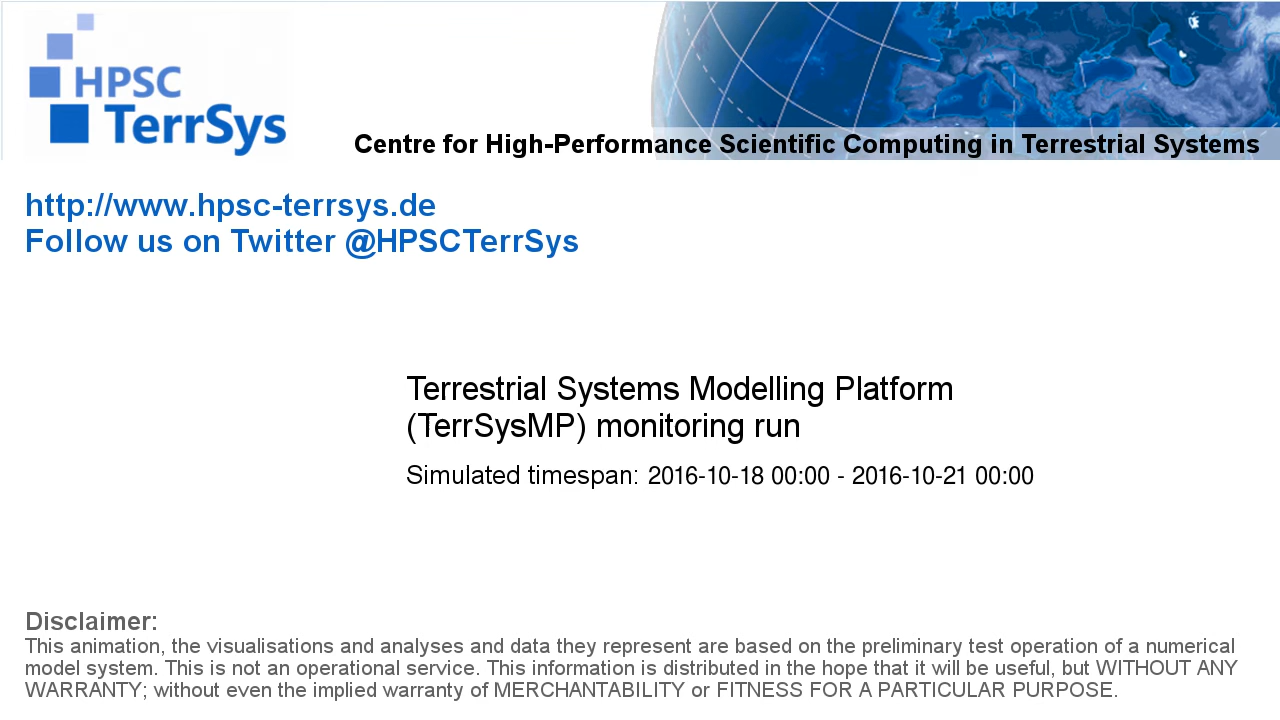 HPSC
TerrSys
Centre for High-Performance Scientific Computing in Terrestrial Systems
http://www.hpsc-terrsys.de
Follow us on Twitter @HPSCTerrSys
Terrestrial Systems Modelling Platform
(TerrSysMP) monitoring run
Simulated timespan: 2016-10-18 00:00 - 2016-10-21 00:00
Disclaimer:
This animation, the visualisations and analyses and data they represent are based on the preliminary test operation of a numerical
model system. This is not an operational service. This information is distributed in the hope that it will be useful, but WITHOUT ANY
WARRANTY; without even the implied warranty of MERCHANTABILITY or FITNESS FOR A PARTICULAR PURPOSE.